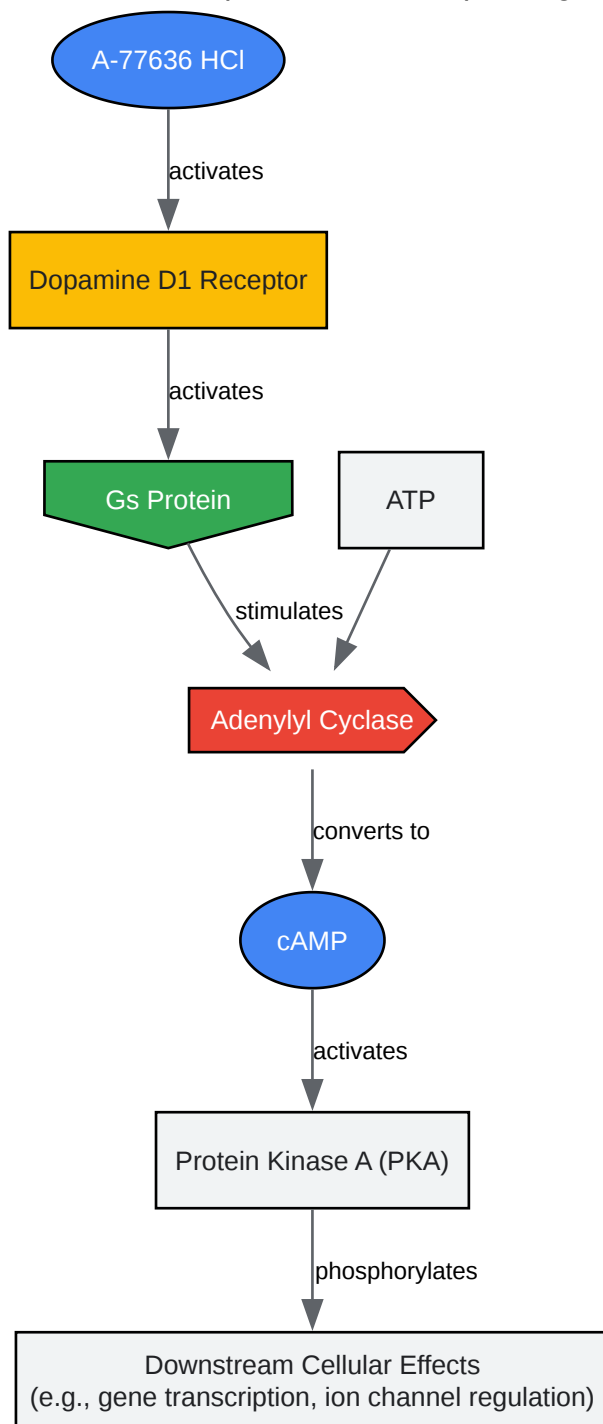 A-77636 HCl
activates
Dopamine D1 Receptor
activates
Gs Protein
ATP
stimulates
Adenylyl Cyclase
converts to
cAMP
activates
Protein Kinase A (PKA)
phosphorylates
Downstream Cellular Effects
(e.g., gene transcription, ion channel regulation)